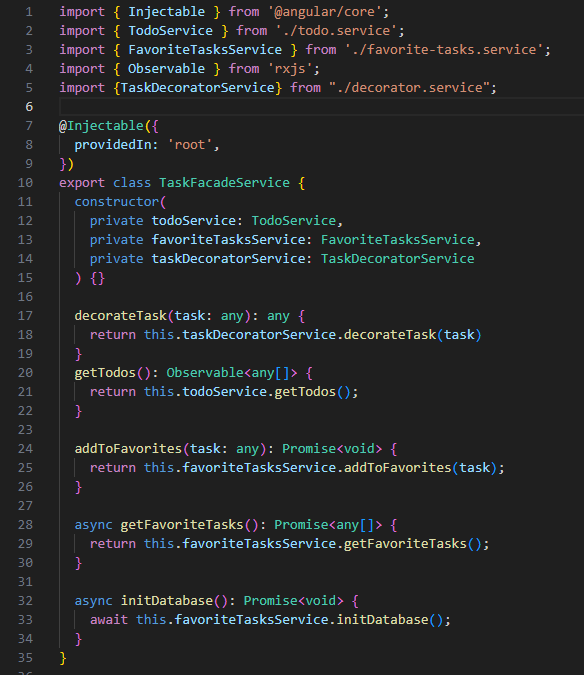 1 import { Injectable } from '@angular/core';
2 import { TodoService } from './todo.service';
3 import { FavoriteTasksService } from './favorite-tasks.service';
4 import { Observable } from 'rxjs';
5 import {TaskDecoratorService} from "./decorator.service";
6
7 @Injectable({
8   providedIn: 'root',
9 })
10 export class TaskFacadeService {
11   constructor(
12     private todoService: TodoService,
13     private favoriteTasksService: FavoriteTasksService,
14     private taskDecoratorService: TaskDecoratorService
15   ) {}
16
17   decorateTask(task: any): any {
18     return this.taskDecoratorService.decorateTask(task)
19   }
20   getTodos(): Observable<any[]> {
21     return this.todoService.getTodos();
22   }
23
24   addToFavorites(task: any): Promise<void> {
25     return this.favoriteTasksService.addToFavorites(task);
26   }
27
28   async getFavoriteTasks(): Promise<any[]> {
29     return this.favoriteTasksService.getFavoriteTasks();
30   }
31
32   async initDatabase(): Promise<void> {
33     await this.favoriteTasksService.initDatabase();
34   }
35 }